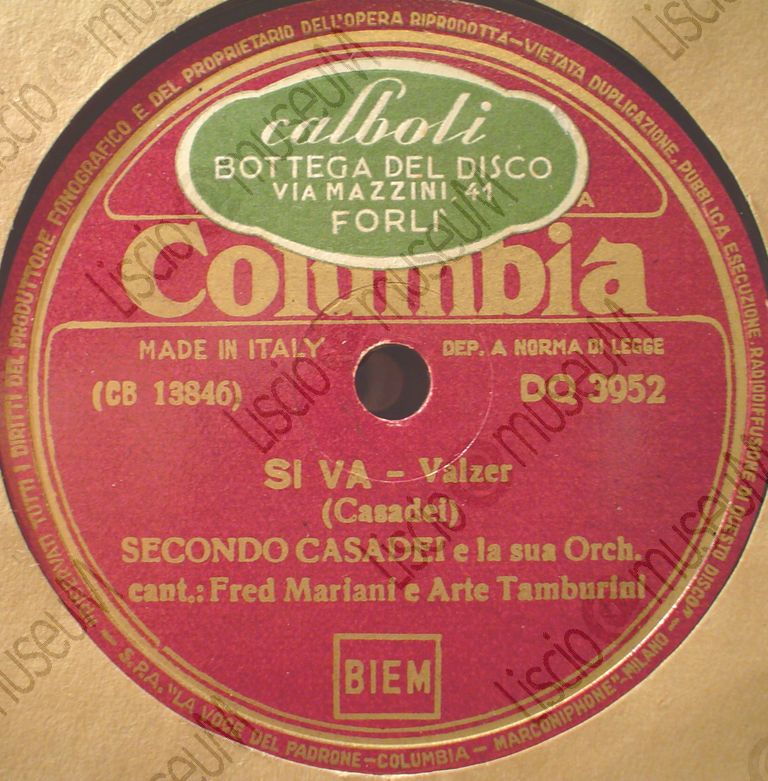 calboli
BOTTEGA DEL DISCO
VIA MAZZINI, 41
FORLÌ
A
Columbia
MADE IN ITALY
DEP. A NORMA DI LEGGE
(CB 13846)
DQ 3952
SI VA - Valzer
(Casadei)
SECONDO CASADEI e la sua Orch.
cant.: Fred Mariani e Arte Tamburini
BIEM
"RISERVATI TUTTI I DIRITTI DEL PRODUTTORE FONOGRAFICO E DEL PROPRIETARIO DELL'OPERA RIPRODOTTA - VIETATA DUPLICAZIONE, PUBBLICA ESECUZIONE, RADIODIFFUSIONE DI QUESTO DISCO" - S.P.A. "LA VOCE DEL PADRONE - COLUMBIA - MARCONIPHONE" - MILANO -
Liscio@museuM